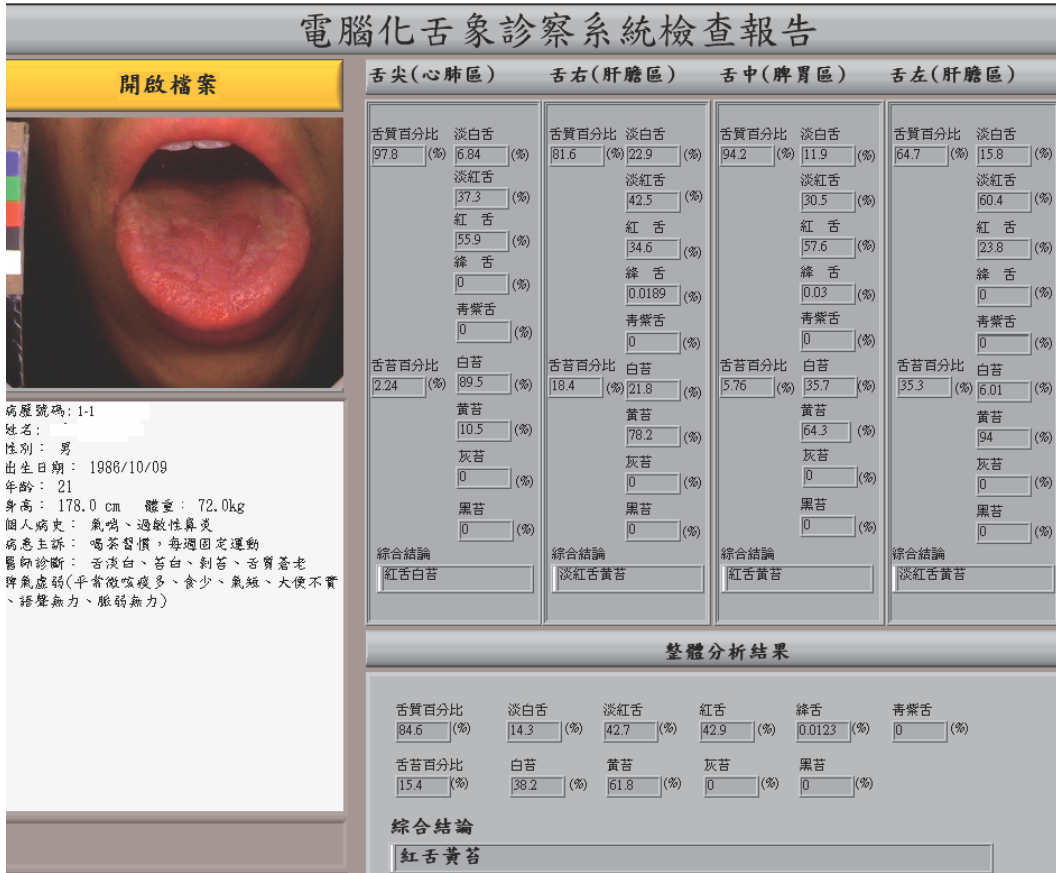 電腦化舌象診察系統檢查報告
開啟檔案
病歷號碼: 1-1
姓名:
性別: 男
出生日期: 1986/10/09
年齡: 21
身高: 178.0 cm 體重: 72.0kg
個人病史: 氣喘、過敏性鼻炎
病患主訴: 喝茶習慣,每週固定運動
醫師診斷: 舌淡白、苔白、剝苔、舌質蒼老
脾氣虛弱(平常微咳痰多、食少、氣短、大便不實
、語聲無力、脈弱無力)
舌尖(心肺區)
舌質百分比 淡白舌
97.8 (%) 6.84 (%)
淡紅舌
37.3 (%)
紅 舌
55.9 (%)
絳 舌
0 (%)
青紫舌
0 (%)
舌苔百分比 白苔
2.24 (%) 89.5 (%)
黃苔
10.5 (%)
灰苔
0 (%)
黑苔
0 (%)
綜合結論
紅舌白苔
舌右(肝膽區)
舌質百分比 淡白舌
81.6 (%) 22.9 (%)
淡紅舌
42.5 (%)
紅 舌
34.6 (%)
絳 舌
0.0189 (%)
青紫舌
0 (%)
舌苔百分比 白苔
18.4 (%) 21.8 (%)
黃苔
78.2 (%)
灰苔
0 (%)
黑苔
0 (%)
綜合結論
淡紅舌黃苔
舌中(脾胃區)
舌質百分比 淡白舌
94.2 (%) 11.9 (%)
淡紅舌
30.5 (%)
紅 舌
57.6 (%)
絳 舌
0.03 (%)
青紫舌
0 (%)
舌苔百分比 白苔
5.76 (%) 35.7 (%)
黃苔
64.3 (%)
灰苔
0 (%)
黑苔
0 (%)
綜合結論
紅舌黃苔
舌左(肝膽區)
舌質百分比 淡白舌
64.7 (%) 15.8 (%)
淡紅舌
60.4 (%)
紅 舌
23.8 (%)
絳 舌
0 (%)
青紫舌
0 (%)
舌苔百分比 白苔
35.3 (%) 6.01 (%)
黃苔
94 (%)
灰苔
0 (%)
黑苔
0 (%)
綜合結論
淡紅舌黃苔
整體分析結果
舌質百分比 淡白舌 淡紅舌 紅舌 絳舌 青紫舌
84.6 (%) 14.3 (%) 42.7 (%) 42.9 (%) 0.0123 (%) 0 (%)
舌苔百分比 白苔 黃苔 灰苔 黑苔
15.4 (%) 38.2 (%) 61.8 (%) 0 (%) 0 (%)
綜合結論
紅舌黃苔